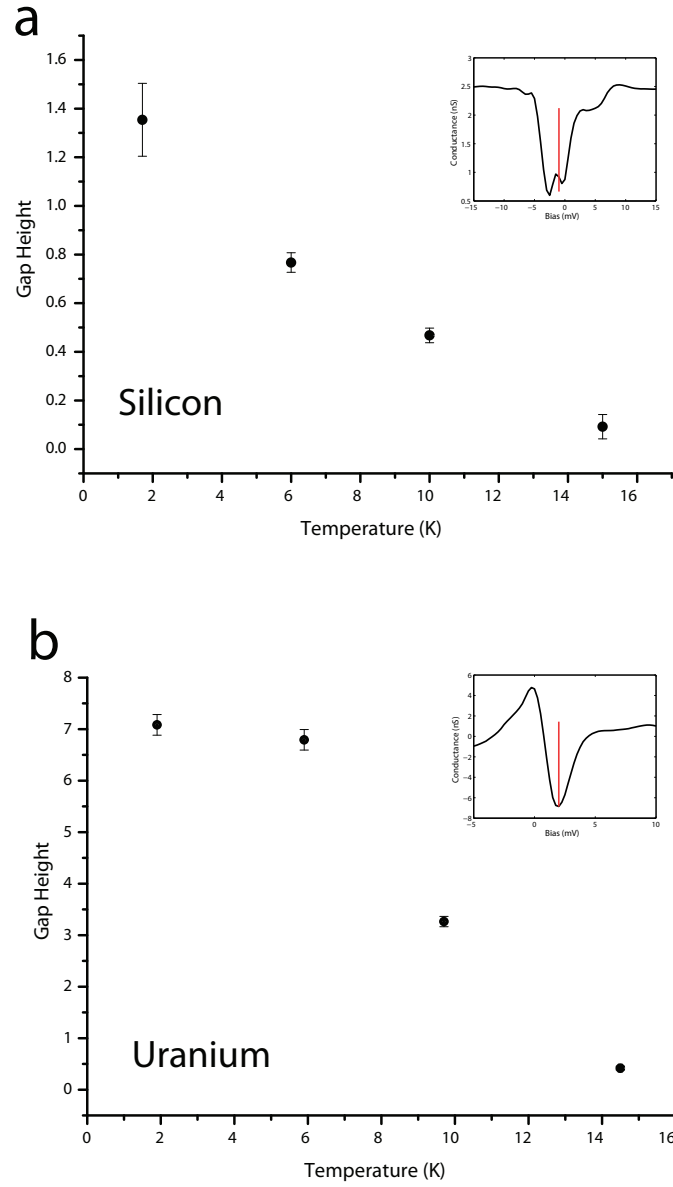 a
1.6
1.4
1.2
0.8
0.6
0.4
0.2
0.0
Gap Height
0 2 4 6 8 10 12 14 16
Temperature (K)
Silicon
3
2.5
2
1.5
1
0.5
Conductance (nS)
−15 −10 −5 0 5 10 15
Bias (mV)
b
8
7
6
5
4
3
2
1
0
Gap Height
0 2 4 6 8 10 12 14 16
Temperature (K)
Uranium
6
4
2
0
−2
−4
−6
−8
Conductance (nS)
−5 0 5 10
Bias (mV)